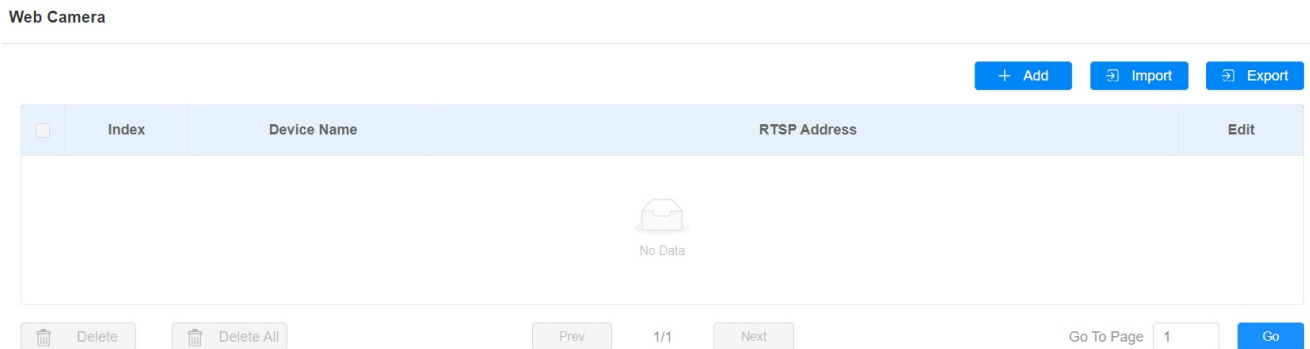 Web Camera
+ Add Import Export
Index Device Name RTSP Address Edit
No Data
Delete Delete All Prev 1/1 Next Go To Page 1 Go